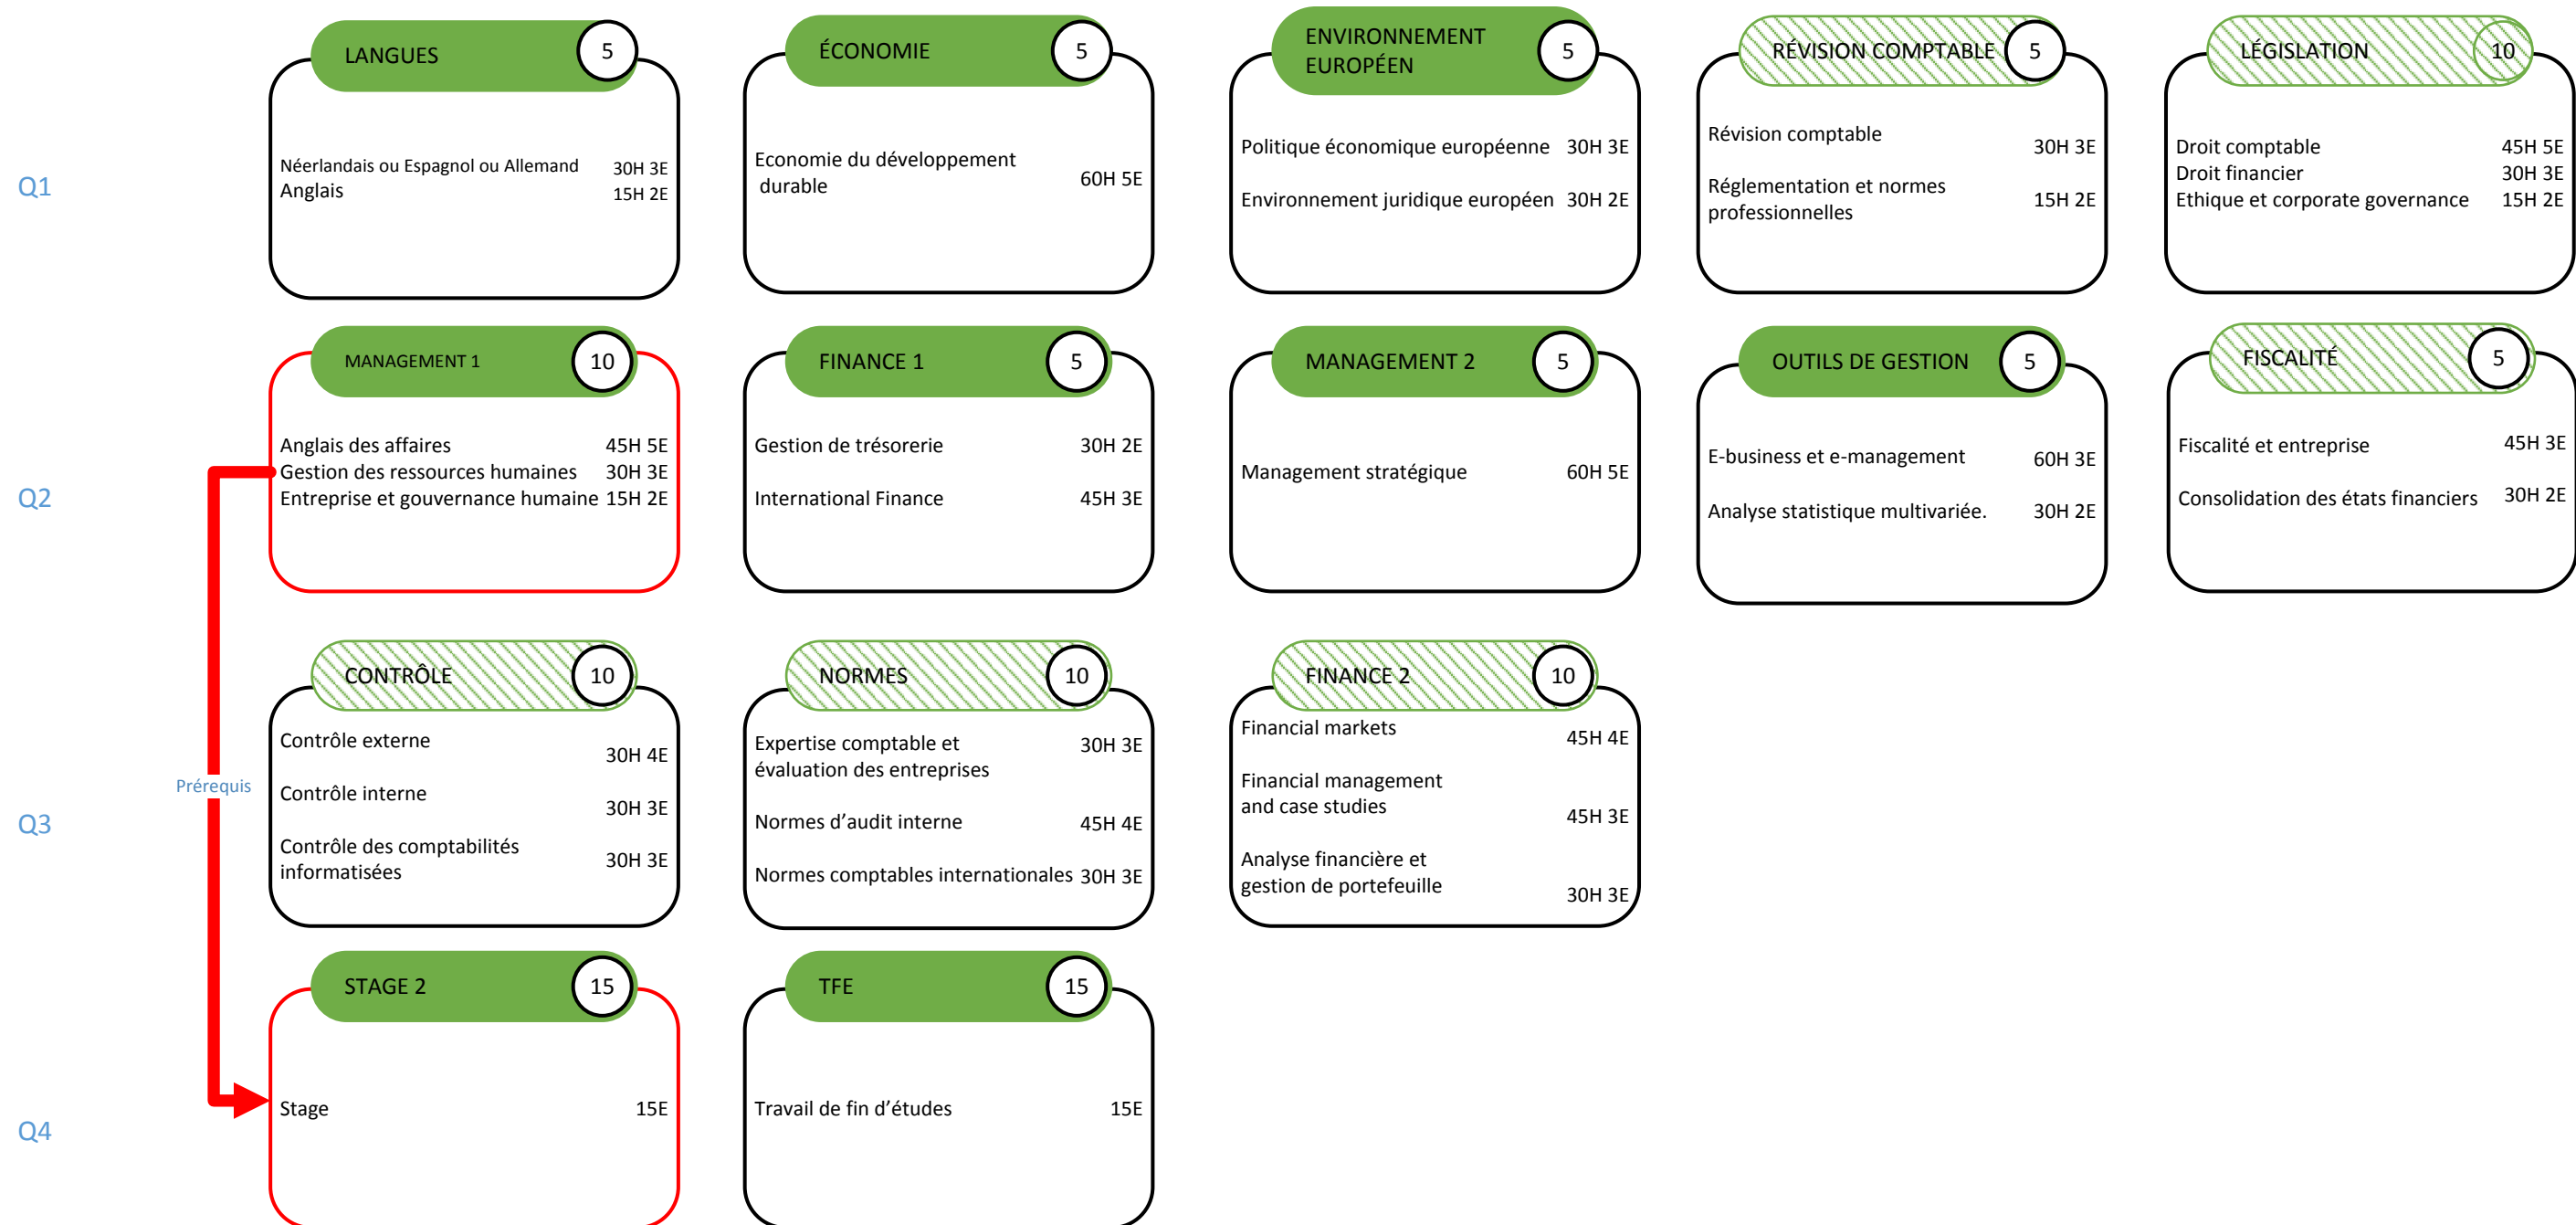 LANGUES 5
Néerlandais ou Espagnol ou Allemand 30H 3E
Anglais 15H 2E
ÉCONOMIE 5
Economie du développement
durable 60H 5E
ENVIRONNEMENT
EUROPÉEN 5
Politique économique européenne 30H 3E
Environnement juridique européen 30H 2E
RÉVISION COMPTABLE 5
Révision comptable 30H 3E
Réglementation et normes
professionnelles 15H 2E
LÉGISLATION 10
Droit comptable 45H 5E
Droit financier 30H 3E
Ethique et corporate governance 15H 2E
Q1
MANAGEMENT 1 10
Anglais des affaires 45H 5E
Gestion des ressources humaines 30H 3E
Entreprise et gouvernance humaine 15H 2E
FINANCE 1 5
Gestion de trésorerie 30H 2E
International Finance 45H 3E
MANAGEMENT 2 5
Management stratégique 60H 5E
OUTILS DE GESTION 5
E-business et e-management 60H 3E
Analyse statistique multivariée. 30H 2E
FISCALITÉ 5
Fiscalité et entreprise 45H 3E
Consolidation des états financiers 30H 2E
Q2
CONTRÔLE 10
Contrôle externe
30H 4E
Contrôle interne
30H 3E
Contrôle des comptabilités
informatisées 30H 3E
NORMES 10
Expertise comptable et 30H 3E
évaluation des entreprises
Normes d’audit interne 45H 4E
Normes comptables internationales 30H 3E
FINANCE 2 10
Financial markets
45H 4E
Financial management
and case studies
45H 3E
Analyse financière et
gestion de portefeuille
30H 3E
Prérequis
Q3
STAGE 2 15
Stage 15E
TFE 15
Travail de fin d’études 15E
Q4